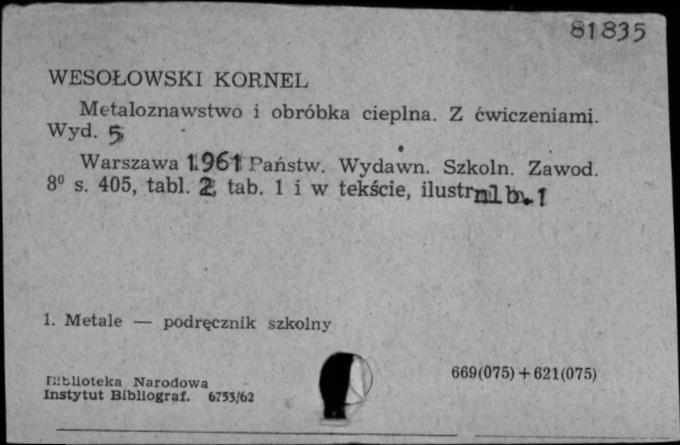 81835
WESOŁOWSKI KORNEL
Metaloznawstwo i obróbka cieplna. Z ćwiczeniami.
Wyd. 5
Warszawa 1961 Państw. Wydawn. Szkoln. Zawod.
8⁰ s. 405, tabl. 2, tab. 1 i w tekście, ilustr.
1. Metale — podręcznik szkolny
669(075) + 621(075)
Biblioteka Narodowa
Instytut Bibliograf. 6753/62